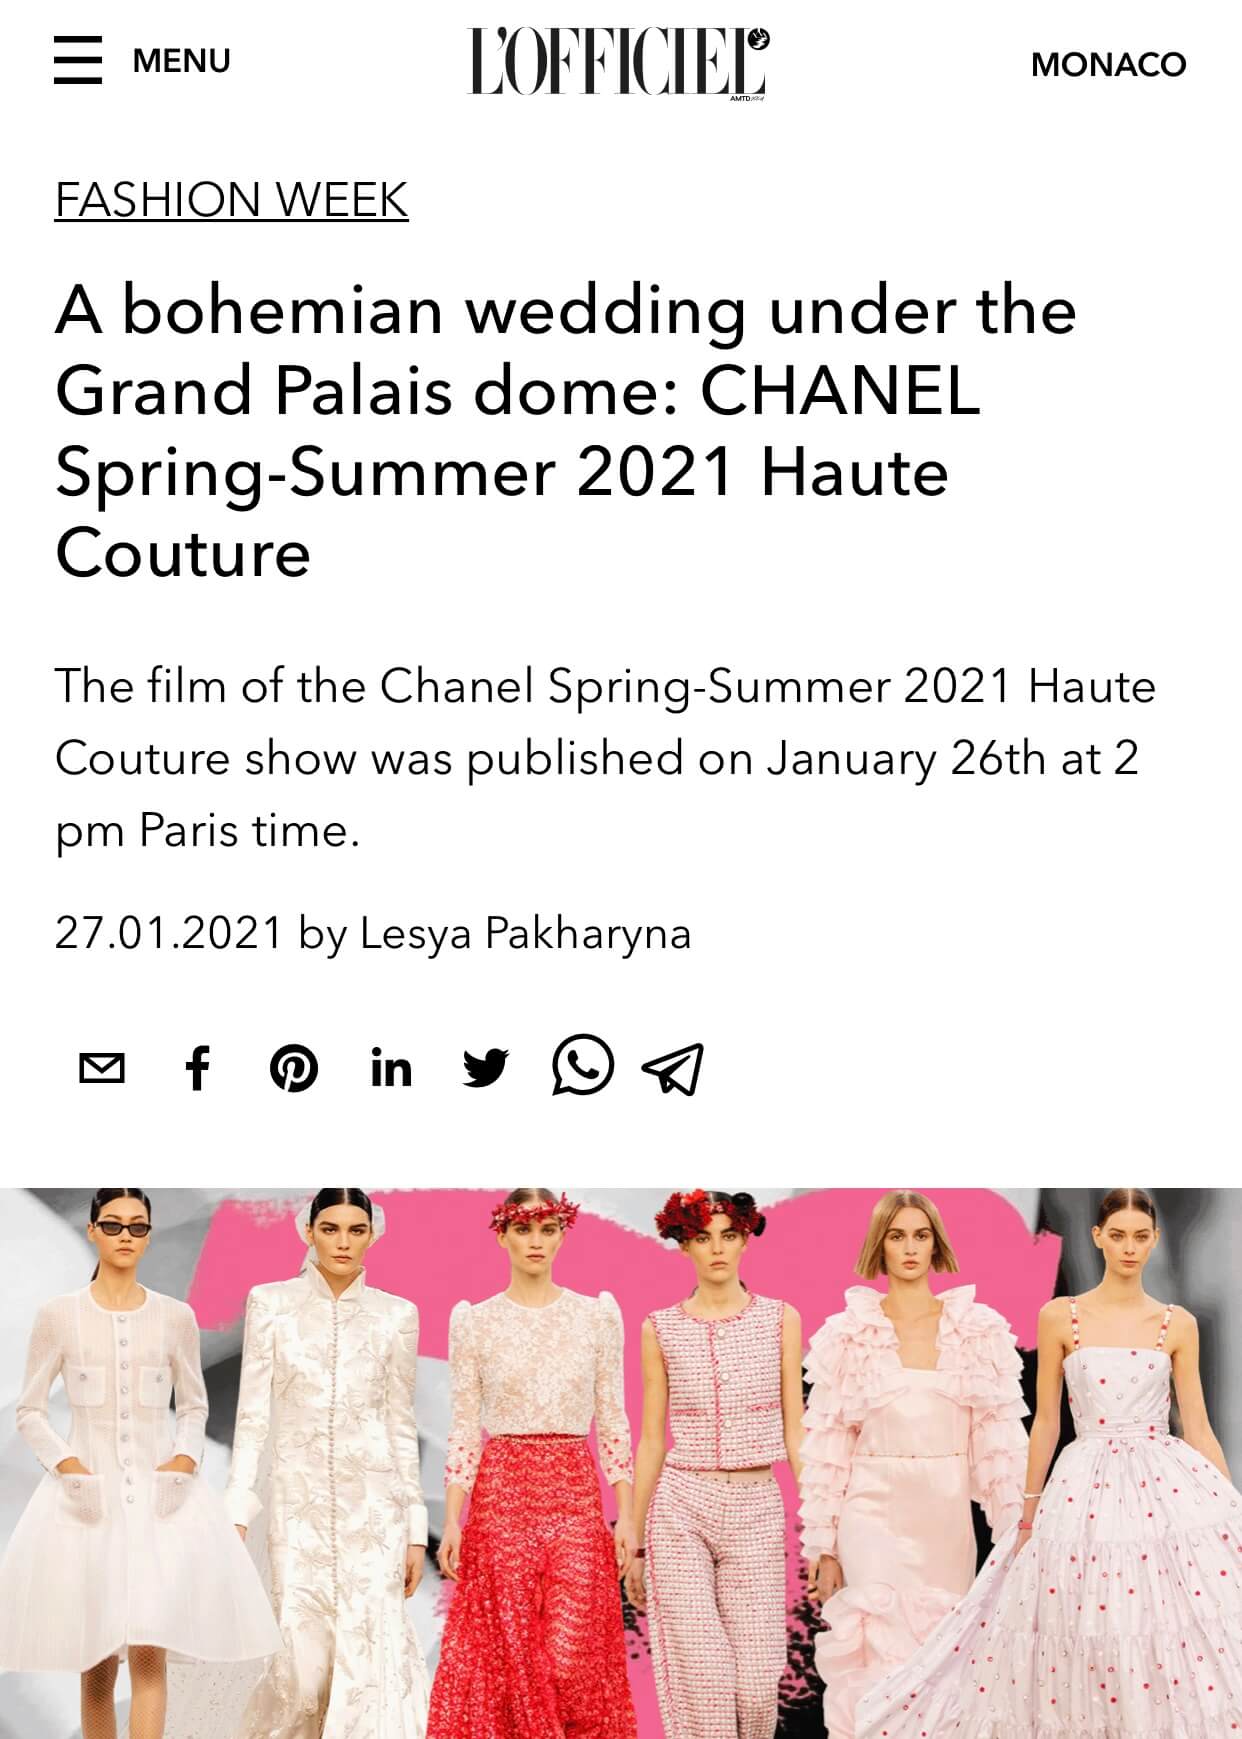 MENU
L'OFFICIEL
AMTD
MONACO
FASHION WEEK
A bohemian wedding under the
Grand Palais dome: CHANEL
Spring-Summer 2021 Haute
Couture
The film of the Chanel Spring-Summer 2021 Haute
Couture show was published on January 26th at 2
pm Paris time.
27.01.2021 by Lesya Pakharyna